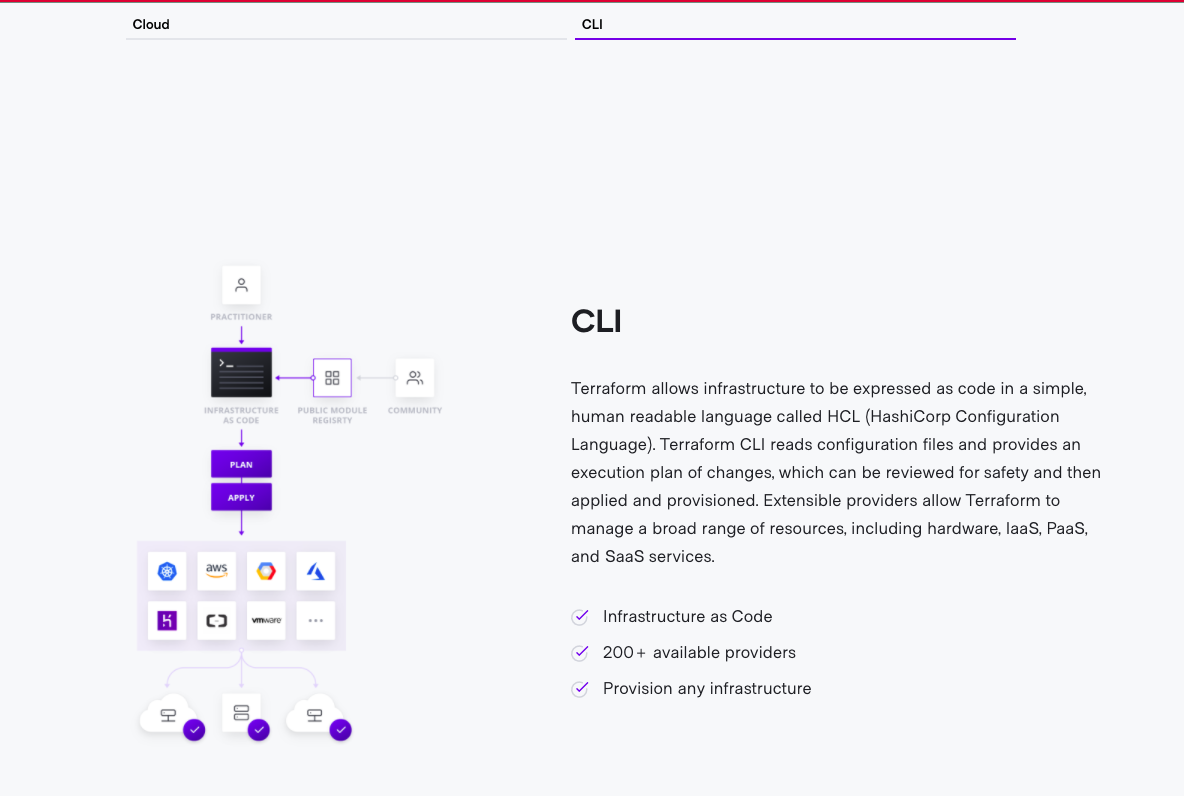 Cloud
CLI
PRACTITIONER
INFRASTRUCTURE
AS CODE
PUBLIC MODULE
REGISRTY
COMMUNITY
PLAN
APPLY
aws
vmware
CLI
Terraform allows infrastructure to be expressed as code in a simple,
human readable language called HCL (HashiCorp Configuration
Language). Terraform CLI reads configuration files and provides an
execution plan of changes, which can be reviewed for safety and then
applied and provisioned. Extensible providers allow Terraform to
manage a broad range of resources, including hardware, IaaS, PaaS,
and SaaS services.
Infrastructure as Code
200+ available providers
Provision any infrastructure